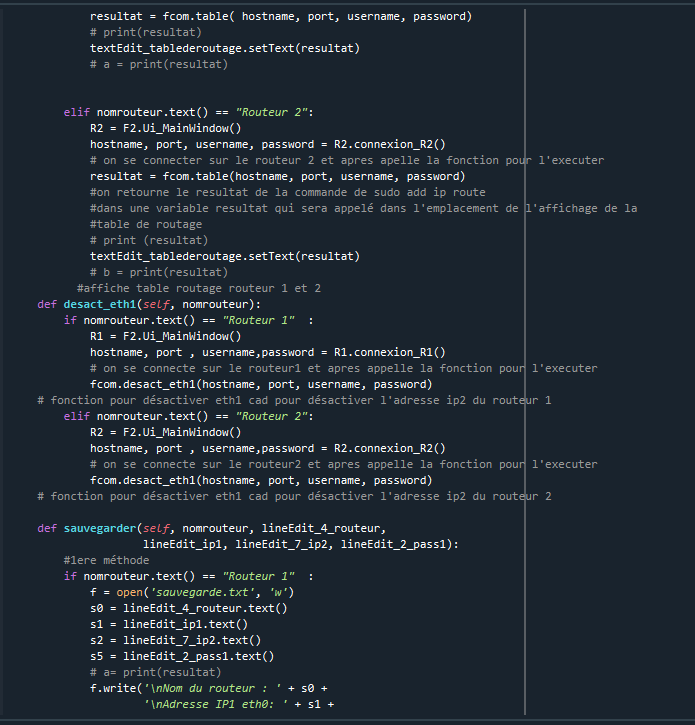 resultat = fcom.table( hostname, port, username, password)
# print(resultat)
textEdit_tablederoutage.setText(resultat)
# a = print(resultat)
elif nomrouteur.text() == "Routeur 2":
R2 = F2.Ui_MainWindow()
hostname, port, username, password = R2.connexion_R2()
# on se connecter sur le routeur 2 et apres apelle la fonction pour l'executer
resultat = fcom.table(hostname, port, username, password)
#on retourne le resultat de la commande de sudo add ip route
#dans une variable resultat qui sera appelé dans l'emplacement de l'affichage de la
#table de routage
# print (resultat)
textEdit_tablederoutage.setText(resultat)
# b = print(resultat)
#affiche table routage routeur 1 et 2
def desact_eth1(self, nomrouteur):
if nomrouteur.text() == "Routeur 1"  :
R1 = F2.Ui_MainWindow()
hostname, port , username,password = R1.connexion_R1()
# on se connecte sur le routeur1 et apres appelle la fonction pour l'executer
fcom.desact_eth1(hostname, port, username, password)
# fonction pour désactiver eth1 cad pour désactiver l'adresse ip2 du routeur 1
elif nomrouteur.text() == "Routeur 2":
R2 = F2.Ui_MainWindow()
hostname, port , username,password = R2.connexion_R2()
# on se connecte sur le routeur2 et apres appelle la fonction pour l'executer
fcom.desact_eth1(hostname, port, username, password)
# fonction pour désactiver eth1 cad pour désactiver l'adresse ip2 du routeur 2
def sauvegarder(self, nomrouteur, lineEdit_4_routeur,
lineEdit_ip1, lineEdit_7_ip2, lineEdit_2_pass1):
#1ere méthode
if nomrouteur.text() == "Routeur 1"  :
f = open('sauvegarde.txt', 'w')
s0 = lineEdit_4_routeur.text()
s1 = lineEdit_ip1.text()
s2 = lineEdit_7_ip2.text()
s5 = lineEdit_2_pass1.text()
# a= print(resultat)
f.write('\nNom du routeur : ' + s0 +
'\nAdresse IP1 eth0: ' + s1 +